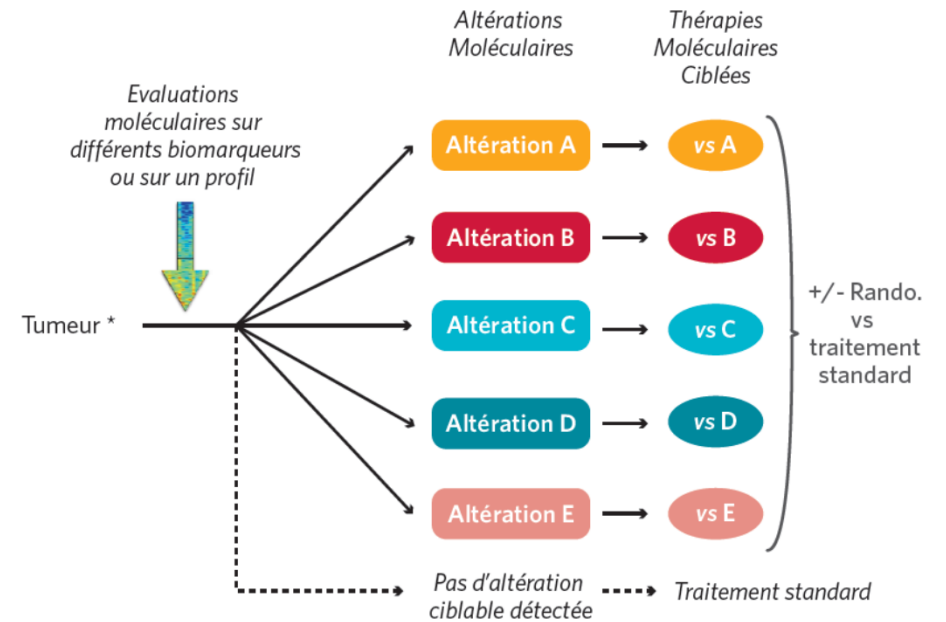 Altérations
Moléculaires
Thérapies
Moléculaires
Ciblées
Evaluations
moléculaires sur
différents biomarqueurs
ou sur un profil
Tumeur *
Altération A
vs A
Altération B
vs B
Altération C
vs C
Altération D
vs D
Altération E
vs E
+/- Rando.
vs
traitement
standard
Pas d'altération
ciblable détectée
Traitement standard